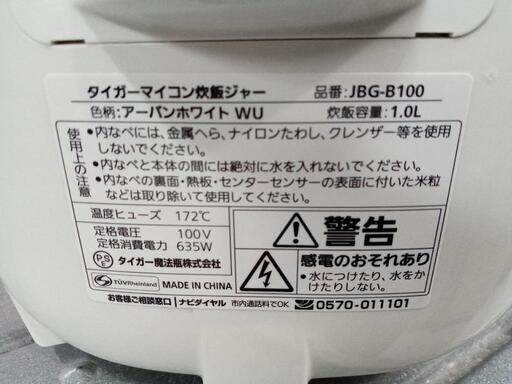 タイガーマイコン炊飯ジャー 品番：JBG-B100
色柄：アーバンホワイト WU 炊飯容量：1.0L
使用上の注意
・内なべには、金属へら、ナイロンたわし、クレンザー等を使用
しないでください。
・内なべと本体の間には絶対に水を入れないでください。
・内なべの裏面・熱板・センターセンサーの表面に付いた米粒
などは取り除いて使用してください。
温度ヒューズ 172℃
定格電圧 100V
定格消費電力 635W
PSE タイガー魔法瓶株式会社
TÜVRheinland MADE IN CHINA
警告
感電のおそれあり
・水につけたり、水をか
けたりしないでください。
お客様ご相談窓口 ナビダイヤル 市内通話料でOK 0570-011101